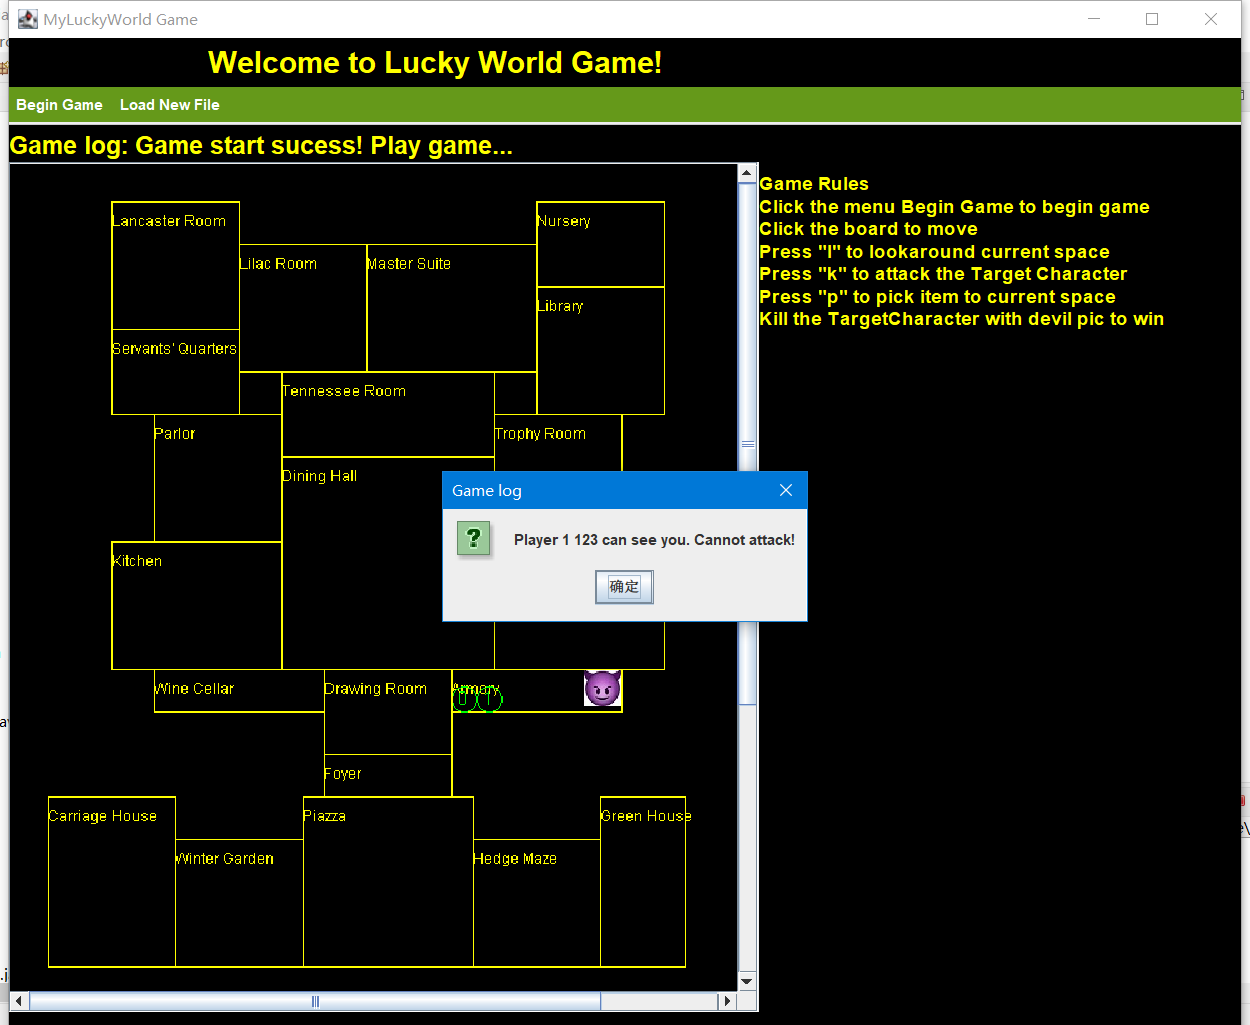 MyLuckyWorld Game
Welcome to Lucky World Game!
Begin Game Load New File
Game log: Game start sucess! Play game...
Game Rules
Click the menu Begin Game to begin game
Click the board to move
Press "l" to lookaround current space
Press "k" to attack the Target Character
Press "p" to pick item to current space
Kill the TargetCharacter with devil pic to win
Lancaster Room
Nursery
Lilac Room
Master Suite
Library
Servants' Quarters
Tennessee Room
Parlor
Trophy Room
Dining Hall
Game log
Player 1 123 can see you. Cannot attack!
确定
Kitchen
Wine Cellar
Drawing Room
Armory
Foyer
Carriage House
Piazza
Green House
Winter Garden
Hedge Maze